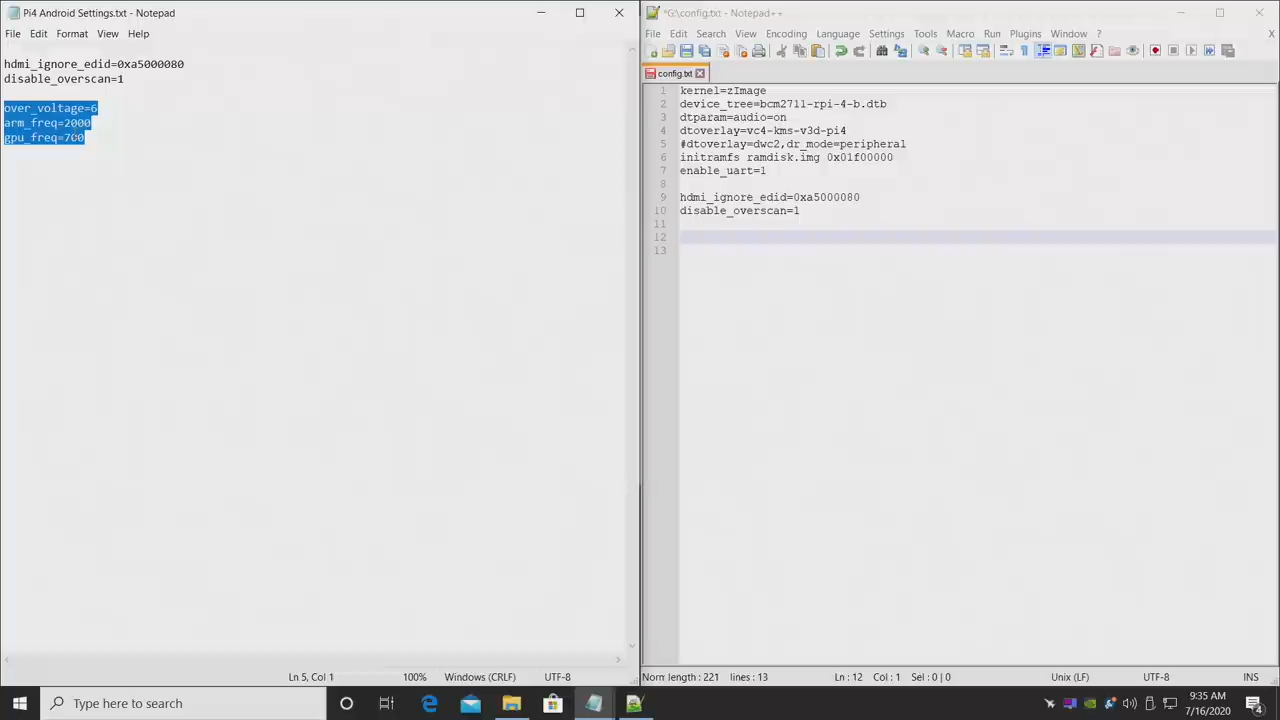 Pi4 Android Settings.txt - Notepad
File Edit Format View Help
hdmi_ignore_edid=0xa5000080
disable_overscan=1
over_voltage=6
arm_freq=2000
gpu_freq=700
Ln 5, Col 1 100% Windows (CRLF) UTF-8
*G:\config.txt - Notepad++
File Edit Search View Encoding Language Settings Tools Macro Run Plugins Window ? X
config.txt
1 kernel=zImage
2 device_tree=bcm2711-rpi-4-b.dtb
3 dtparam=audio=on
4 dtoverlay=vc4-kms-v3d-pi4
5 #dtoverlay=dwc2,dr_mode=peripheral
6 initramfs ramdisk.img 0x01f00000
7 enable_uart=1
8
9 hdmi_ignore_edid=0xa5000080
10 disable_overscan=1
11
12
13
Norm length : 221 lines : 13 Ln : 12 Col : 1 Sel : 0 | 0 Unix (LF) UTF-8 INS
Type here to search
9:35 AM
7/16/2020
4